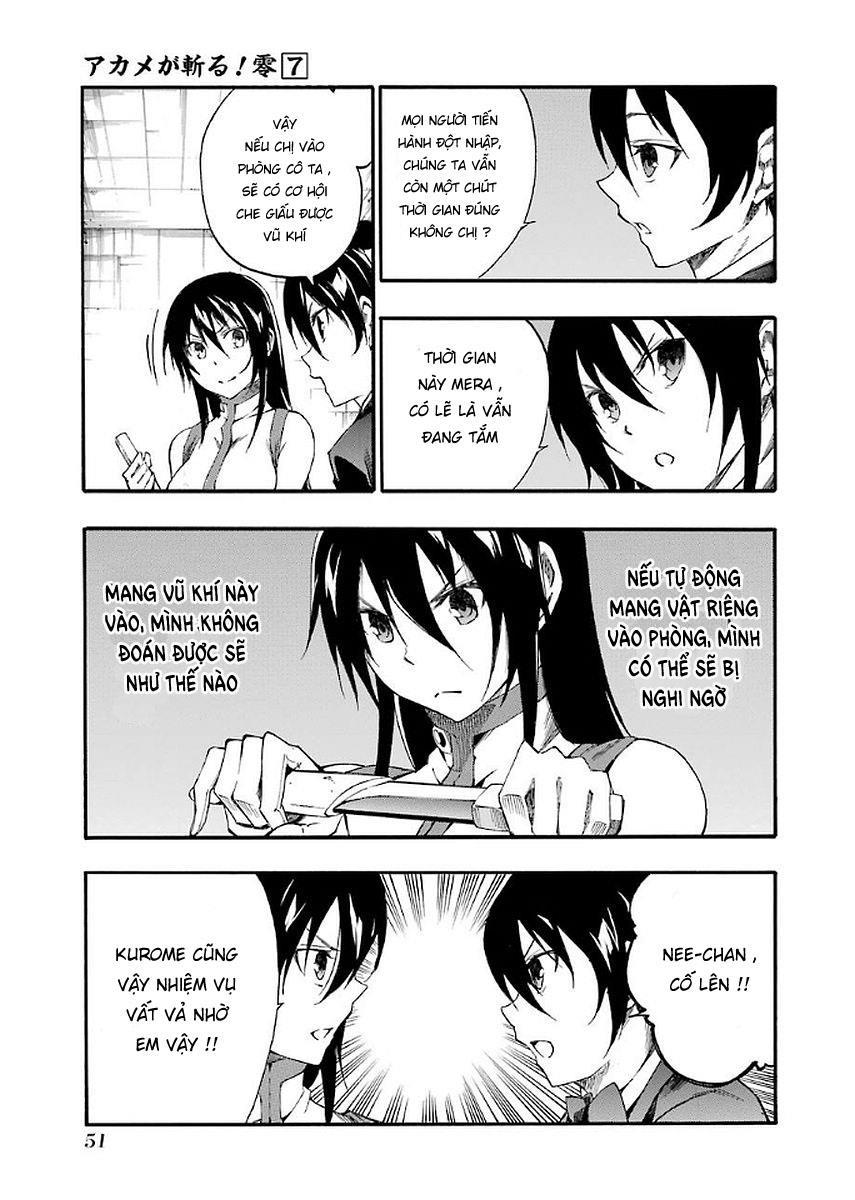 アカメが斬る！零 7
MỌI NGƯỜI TIẾN
HÀNH ĐỘT NHẬP,
CHÚNG TA VẪN
CÒN MỘT CHÚT
THỜI GIAN ĐÚNG
KHÔNG CHỊ ?
VẬY
NẾU CHỊ VÀO
PHÒNG CÔ TA ,
SẼ CÓ CƠ HỘI
CHE GIẤU ĐƯỢC
VŨ KHÍ
THỜI GIAN
NÀY MERA ,
CÓ LẼ LÀ VẪN
ĐANG TẮM
NẾU TỰ ĐỘNG
MANG VẬT RIÊNG
VÀO PHÒNG, MÌNH
CÓ THỂ SẼ BỊ
NGHI NGỜ
MANG VŨ KHÍ NÀY
VÀO, MÌNH KHÔNG
ĐOÁN ĐƯỢC SẼ
NHƯ THẾ NÀO
NEE-CHAN ,
CỐ LÊN !!
KUROME CŨNG
VẬY NHIỆM VỤ
VẤT VẢ NHỜ
EM VẬY !!
51